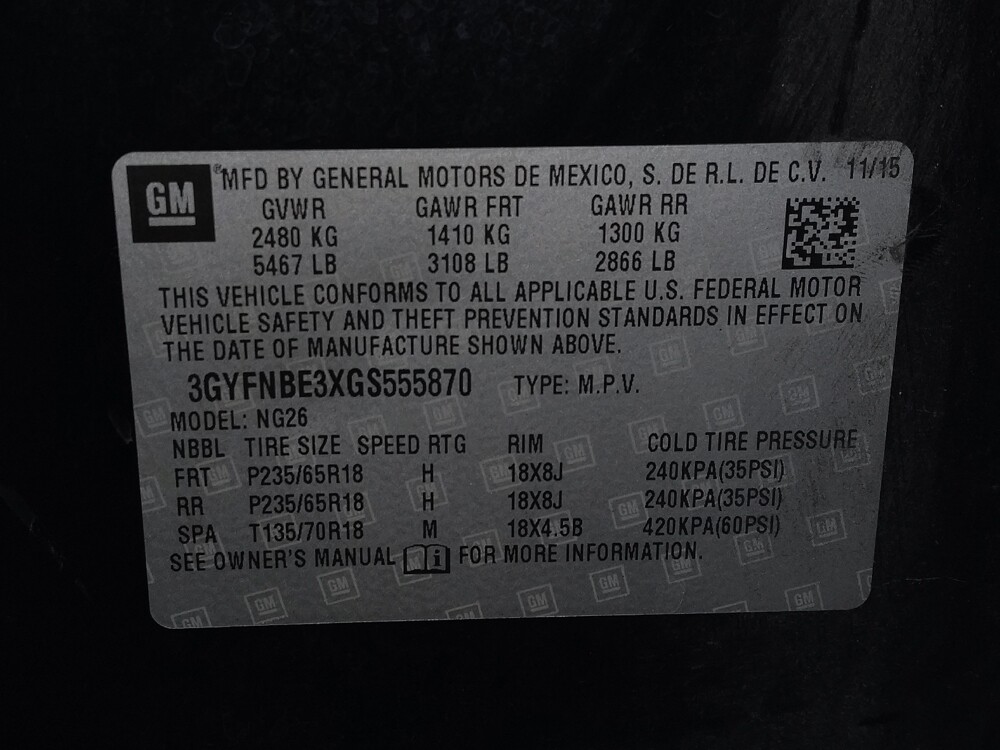 GM ®MFD BY GENERAL MOTORS DE MEXICO, S. DE R.L. DE C.V. 11/15
GVWR GAWR FRT GAWR RR
2480 KG 1410 KG 1300 KG
5467 LB 3108 LB 2866 LB
THIS VEHICLE CONFORMS TO ALL APPLICABLE U.S. FEDERAL MOTOR
VEHICLE SAFETY AND THEFT PREVENTION STANDARDS IN EFFECT ON
THE DATE OF MANUFACTURE SHOWN ABOVE.
3GYFNBE3XGS555870 TYPE: M.P.V.
MODEL: NG26
NBBL TIRE SIZE SPEED RTG RIM COLD TIRE PRESSURE
FRT P235/65R18 H 18X8J 240KPA(35PSI)
RR P235/65R18 H 18X8J 240KPA(35PSI)
SPA T135/70R18 M 18X4.5B 420KPA(60PSI)
SEE OWNER'S MANUAL i FOR MORE INFORMATION.